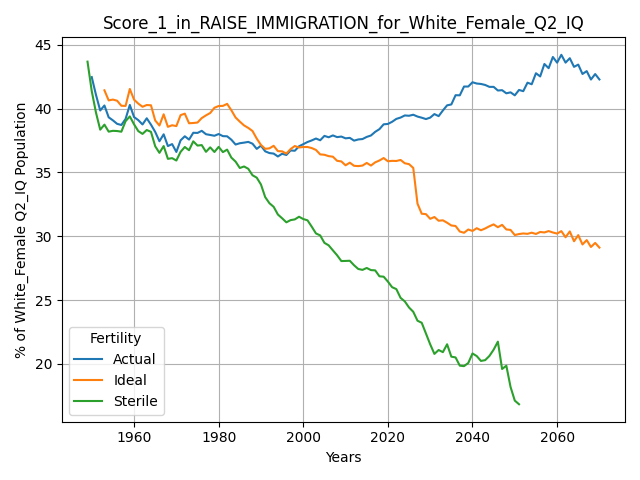 Score_1_in_RAISE_IMMIGRATION_for_White_Female_Q2_IQ
% of White_Female Q2_IQ Population
45
40
35
30
25
20
Fertility
Actual
Ideal
Sterile
1960 1980 2000 2020 2040 2060
Years